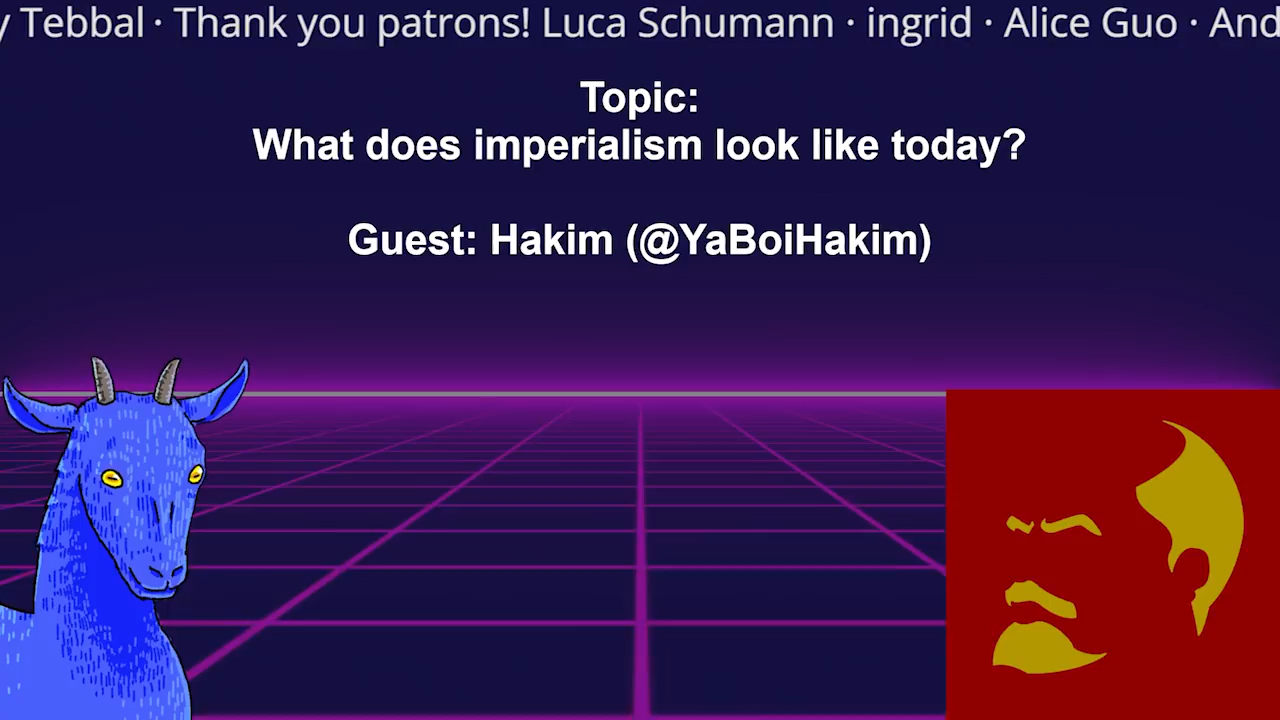 Tebbal · Thank you patrons! Luca Schumann · ingrid · Alice Guo · And
Topic:
What does imperialism look like today?
Guest: Hakim (@YaBoiHakim)